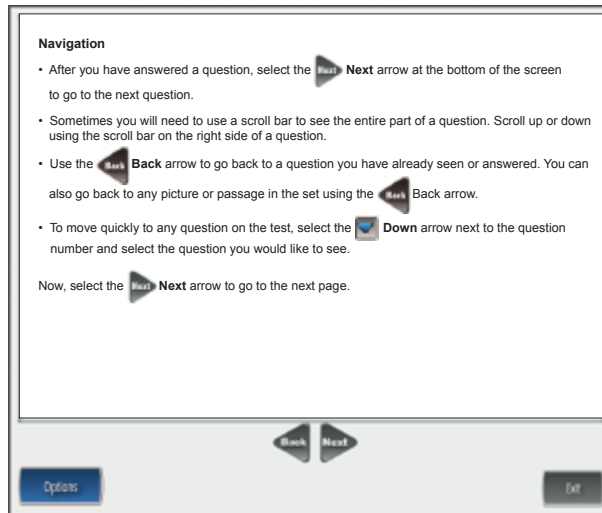 Navigation
• After you have answered a question, select the Next Next arrow at the bottom of the screen
to go to the next question.
• Sometimes you will need to use a scroll bar to see the entire part of a question. Scroll up or down
using the scroll bar on the right side of a question.
• Use the Back Back arrow to go back to a question you have already seen or answered. You can
also go back to any picture or passage in the set using the Back Back arrow.
• To move quickly to any question on the test, select the Down arrow next to the question
number and select the question you would like to see.
Now, select the Next Next arrow to go to the next page.
Back Next
Options Exit